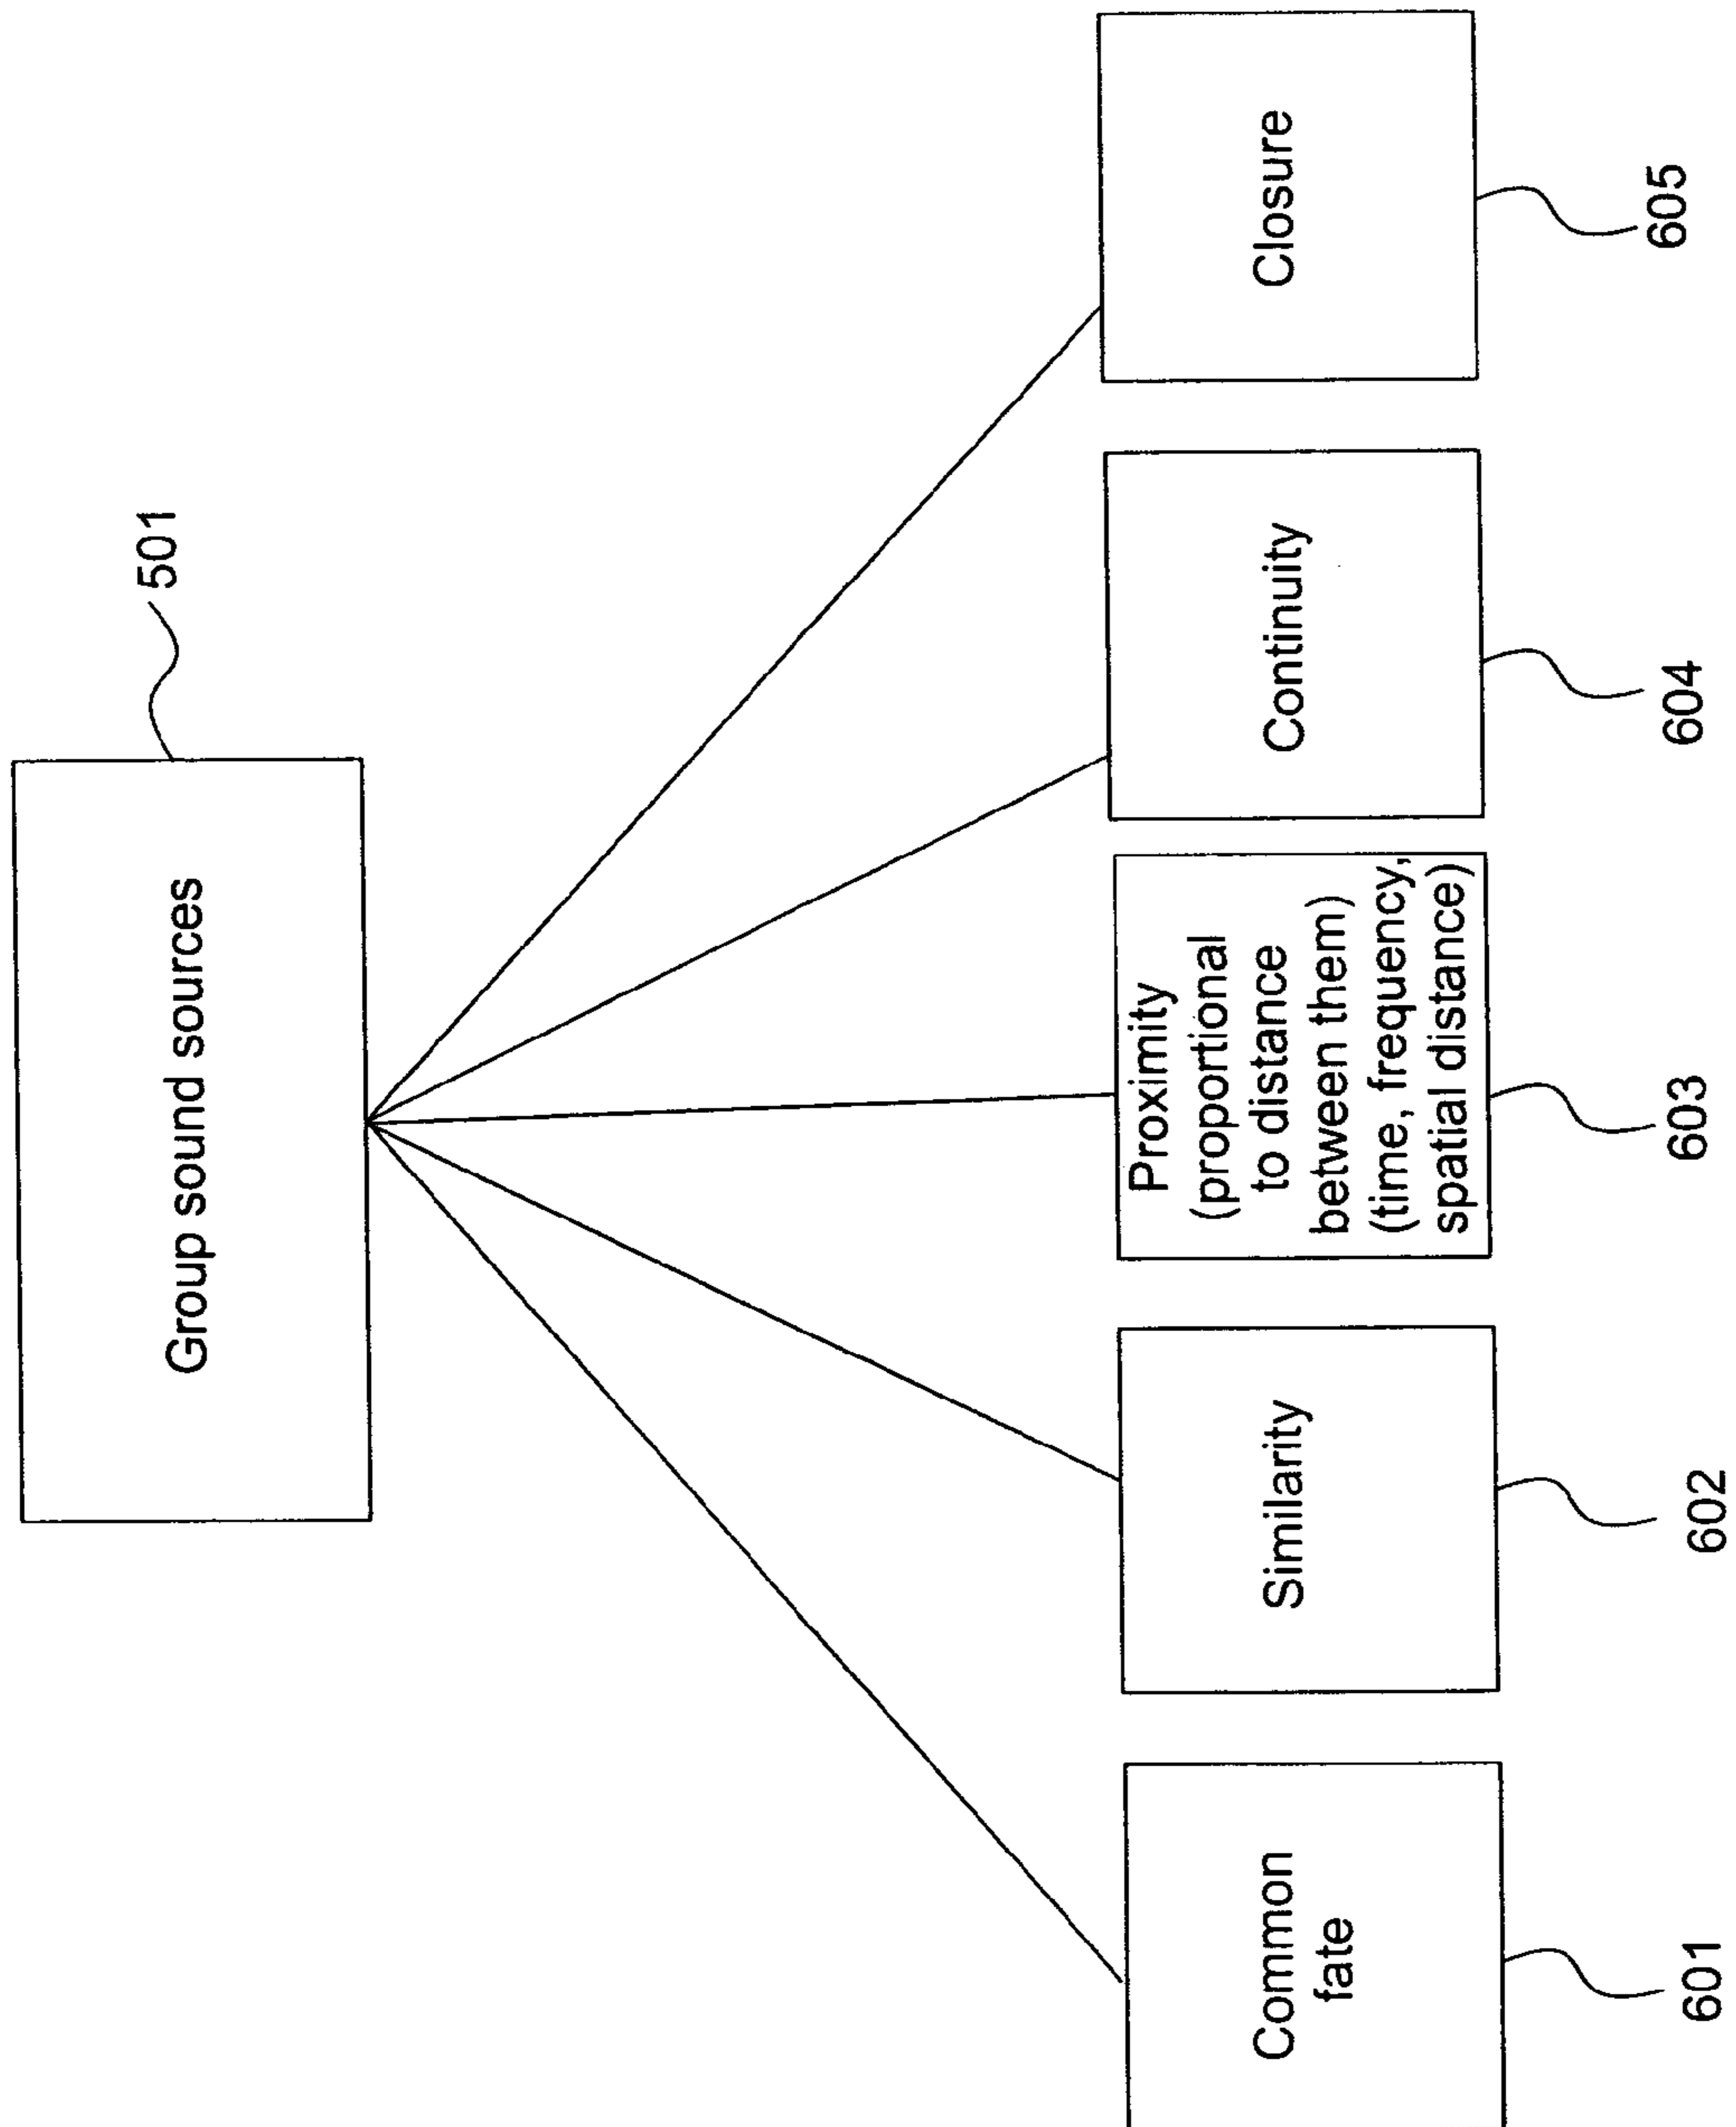 Group sound sources
501
Common
fate
Similarity
Proximity
(proportional
to distance
between them)
(time, frequency,
spatial distance)
Continuity
Closure
601
602
603
604
605